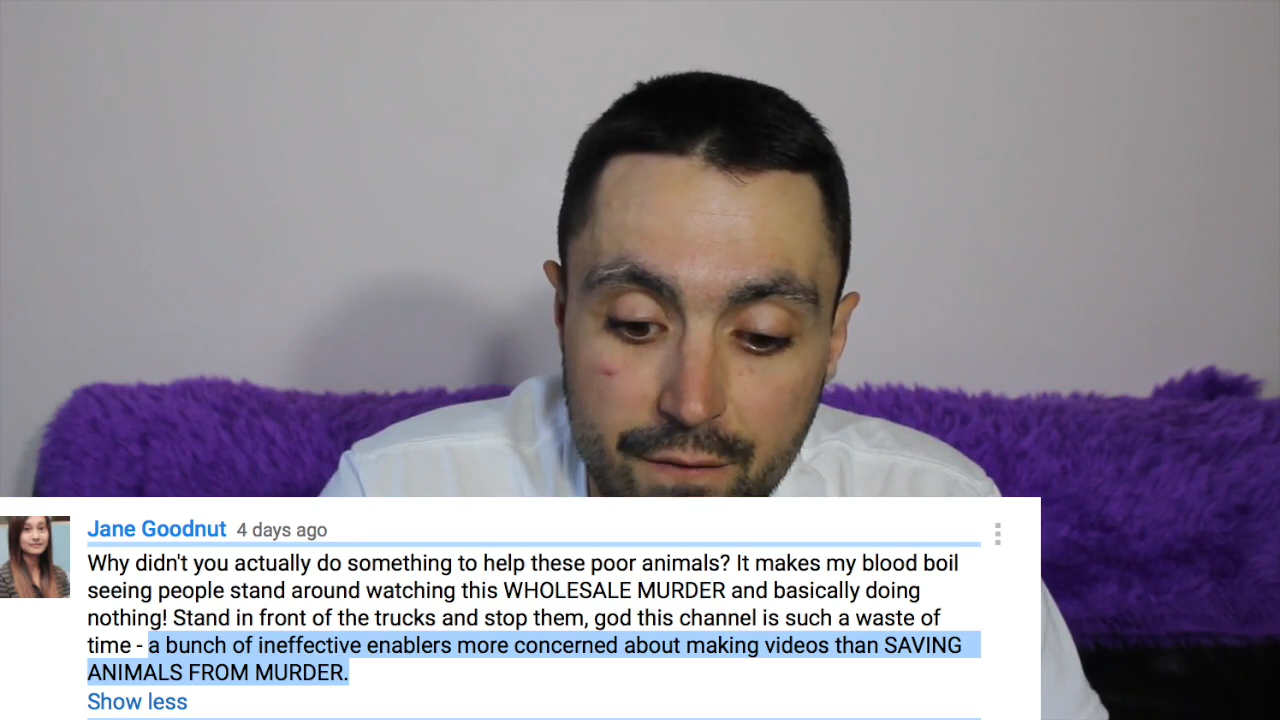 Jane Goodnut 4 days ago
Why didn't you actually do something to help these poor animals? It makes my blood boil
seeing people stand around watching this WHOLESALE MURDER and basically doing
nothing! Stand in front of the trucks and stop them, god this channel is such a waste of
time - a bunch of ineffective enablers more concerned about making videos than SAVING
ANIMALS FROM MURDER.
Show less